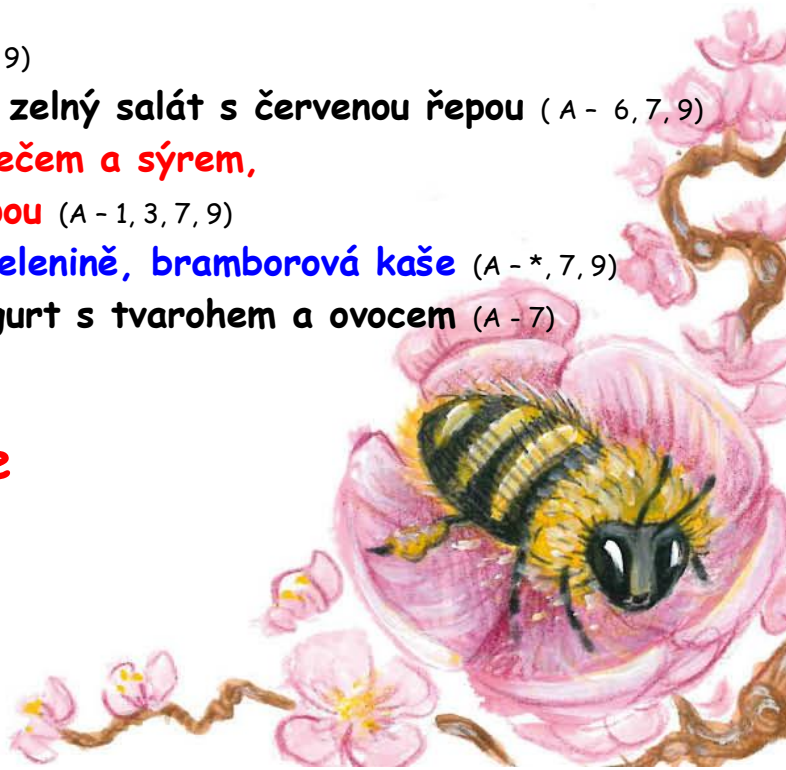 9)
zelný salát s červenou řepou ( A - 6, 7, 9)
ečem a sýrem,
ou (A – 1, 3, 7, 9)
elenině, bramborová kaše (A – *, 7, 9)
gurt s tvarohem a ovocem (A - 7)
e